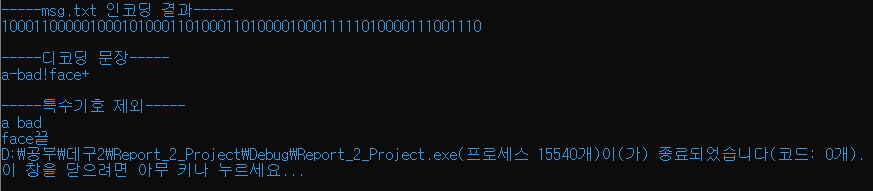 -----msg.txt 인코딩 결과-----
1000110000010001010001101000110100001000111110100001110011​10

-----디코딩 문장-----
a-bad!face+

-----특수기호 제외-----
a bad
face끝
D:\공부\데구2\Report_2_Project\Debug\Report_2_Project.exe(프로세스 15540개)이(가) 종료되었습니다(코드: 0개).
이 창을 닫으려면 아무 키나 누르세요...